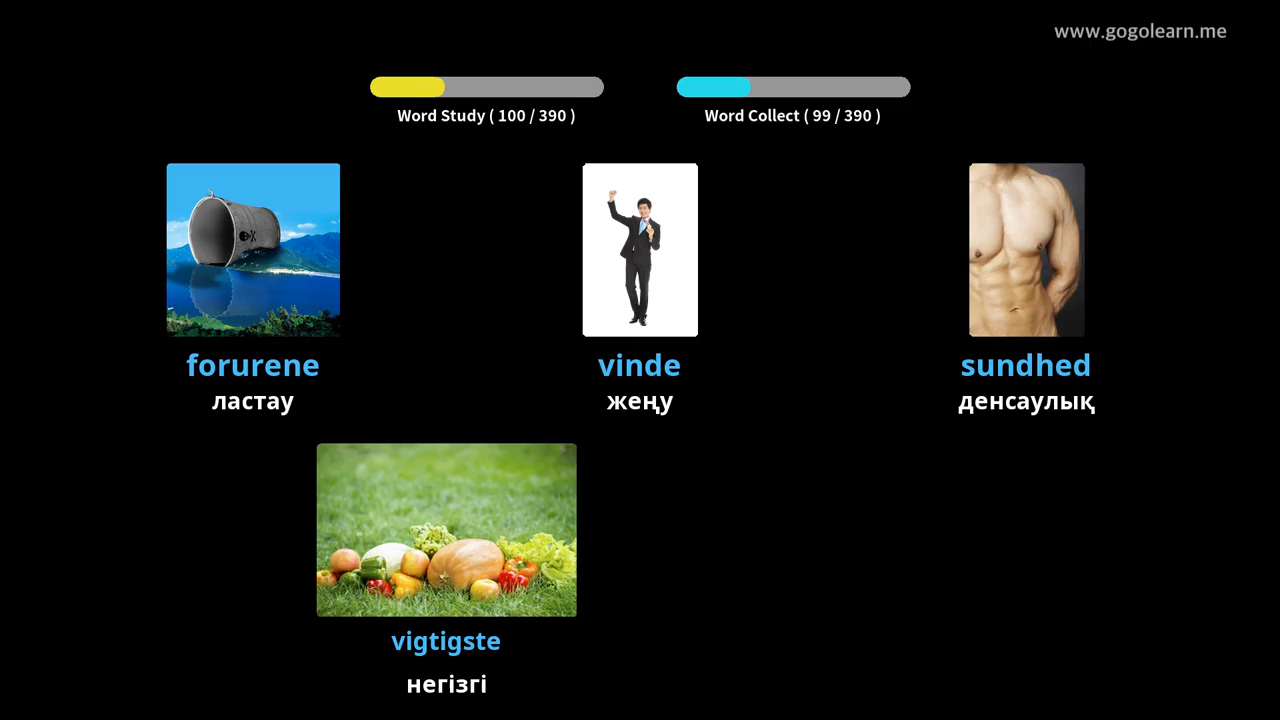 www.gogolearn.me
Word Study ( 100 / 390 )
Word Collect ( 99 / 390 )
forurene
ластау
vinde
жеңу
sundhed
денсаулық
vigtigste
негізгі